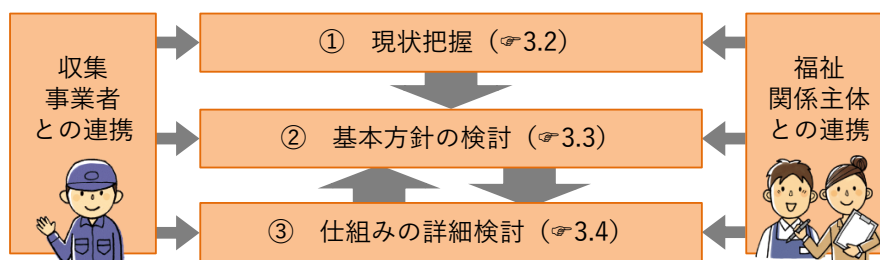 収集
事業者
との連携
① 現状把握（☞3.2）
② 基本方針の検討（☞3.3）
③ 仕組みの詳細検討（☞3.4）
福祉
関係主体
との連携